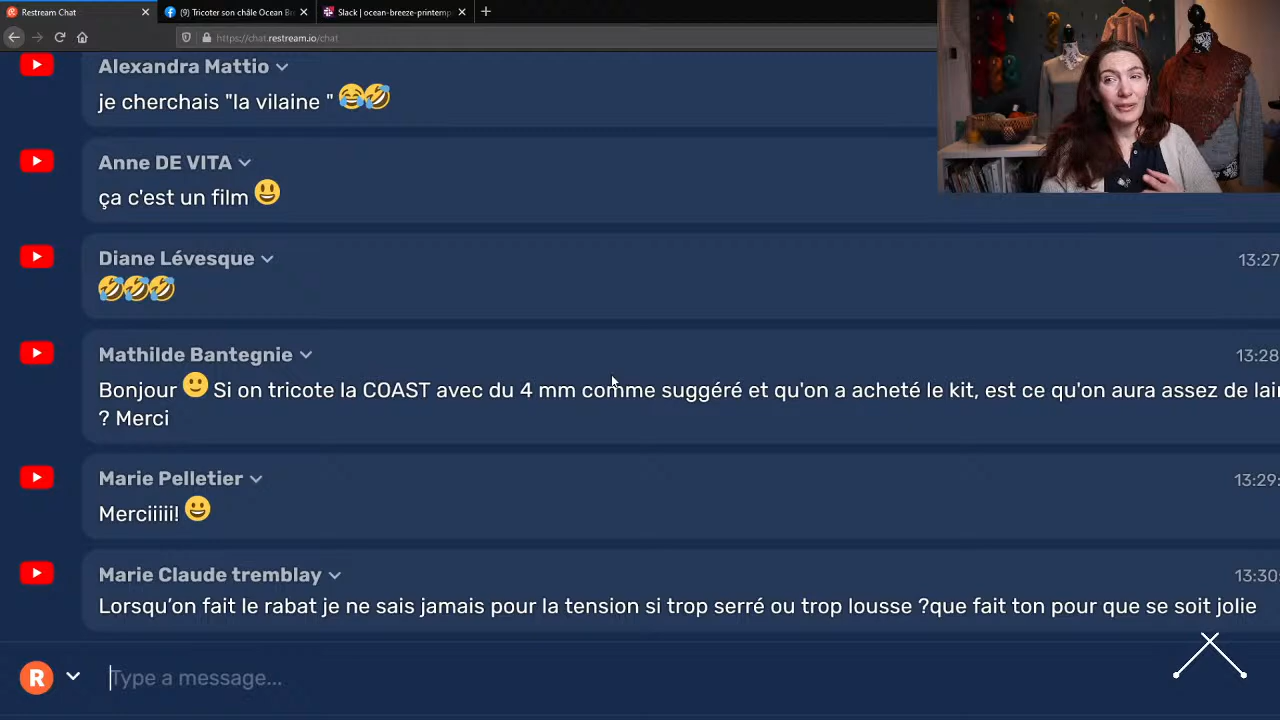 Restream Chat
(9) Tricoter son châle Ocean Br
Slack | ocean-breeze-printemp
https://chat.restream.io/chat
Alexandra Mattio
je cherchais "la vilaine " 😂🤣
Anne DE VITA
ça c'est un film 😃
Diane Lévesque
13:27
🤣🤣🤣
Mathilde Bantegnie
13:28
Bonjour 🙂 Si on tricote la COAST avec du 4 mm comme suggéré et qu'on a acheté le kit, est ce qu'on aura assez de lain
? Merci
Marie Pelletier
13:29:
Merciiiii! 😀
Marie Claude tremblay
13:30:
Lorsqu’on fait le rabat je ne sais jamais pour la tension si trop serré ou trop lousse ?que fait ton pour que se soit jolie
R
Type a message...